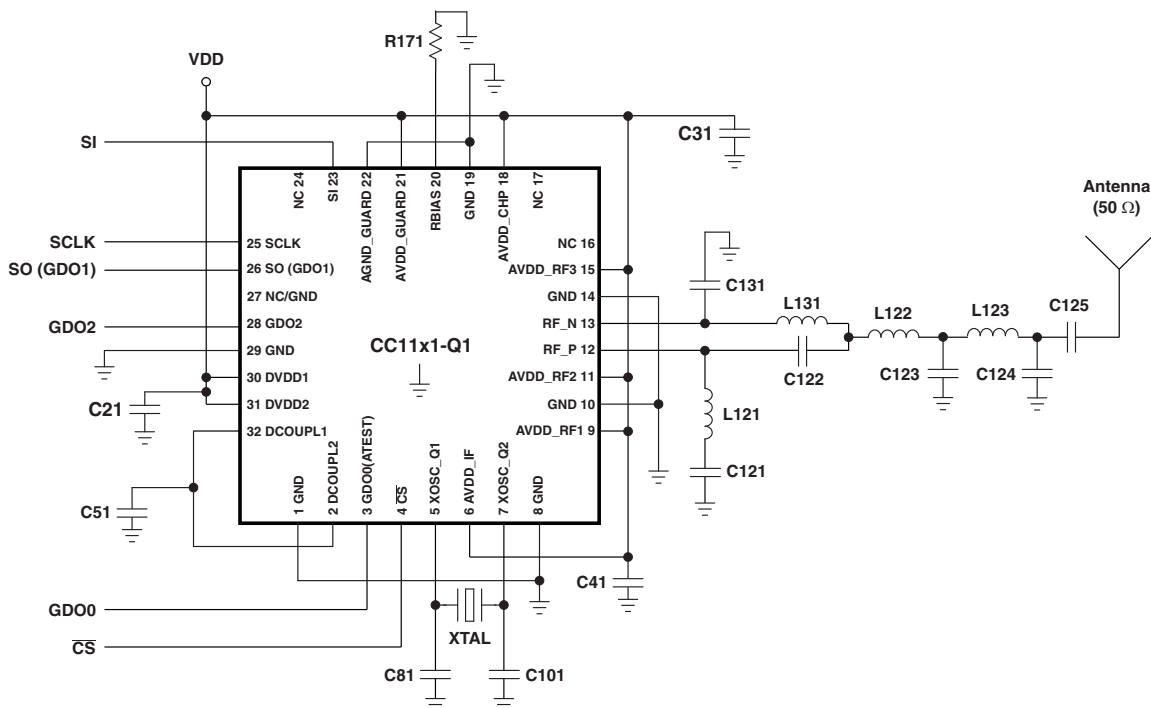 R171
VDD
C31
SI
NC 24
SI 23
AGND_GUARD 22
AVDD_GUARD 21
RBIAS 20
GND 19
AVDD_CHP 18
NC 17
Antenna
(50 Ω)
SCLK
25 SCLK
NC 16
SO (GDO1)
26 SO (GDO1)
AVDD_RF3 15
C131
27 NC/GND
GND 14
L131
L122
L123
C125
GDO2
28 GDO2
RF_N 13
CC11x1-Q1
29 GND
RF_P 12
C122
C123
C124
30 DVDD1
AVDD_RF2 11
C21
31 DVDD2
GND 10
L121
32 DCOUPL1
AVDD_RF1 9
C121
1 GND
2 DCOUPL2
3 GDO0(ATEST)
4 C̅S̅
5 XOSC_Q1
6 AVDD_IF
7 XOSC_Q2
8 GND
C51
C41
GDO0
XTAL
C̅S̅
C81
C101